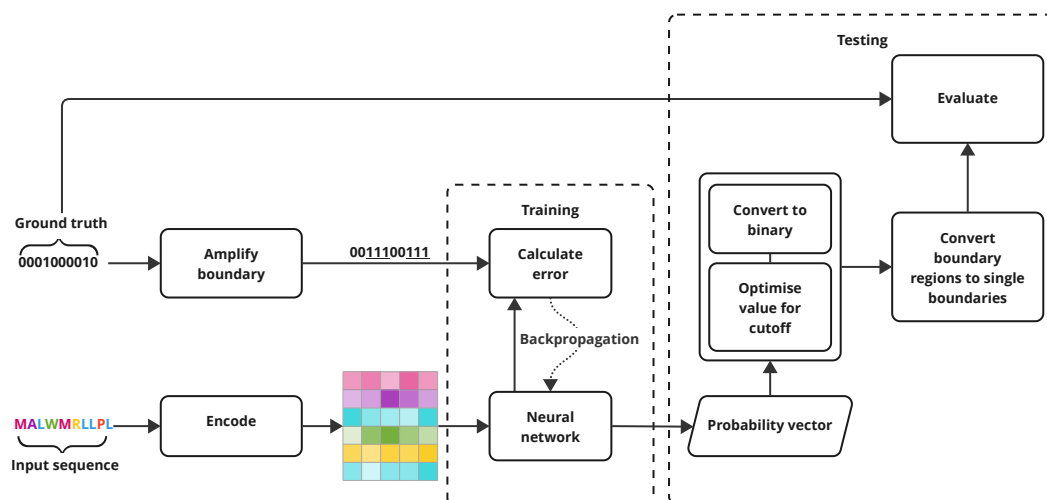 Testing
Evaluate
Ground truth
0001000010
Amplify
boundary
0011100111
Training
Calculate
error
Backpropagation
Convert to
binary
Optimise
value for
cutoff
Convert
boundary
regions to single
boundaries
MALWMRLLPL
Input sequence
Encode
Neural
network
Probability vector